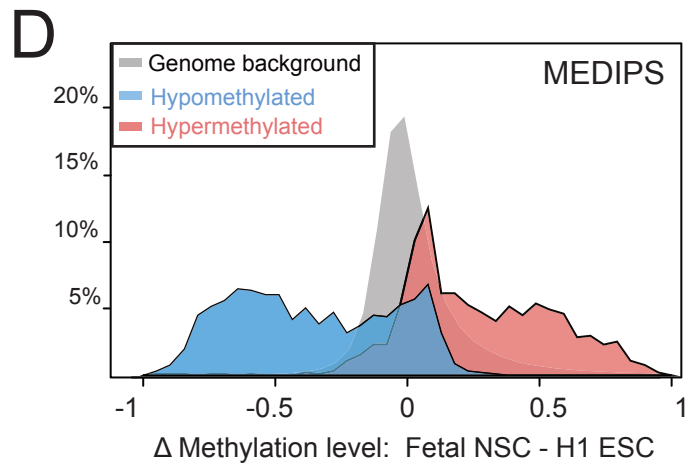 D
MEDIPS
Genome background
Hypomethylated
Hypermethylated
20%
15%
10%
5%
-1 -0.5 0 0.5 1
Δ Methylation level: Fetal NSC - H1 ESC